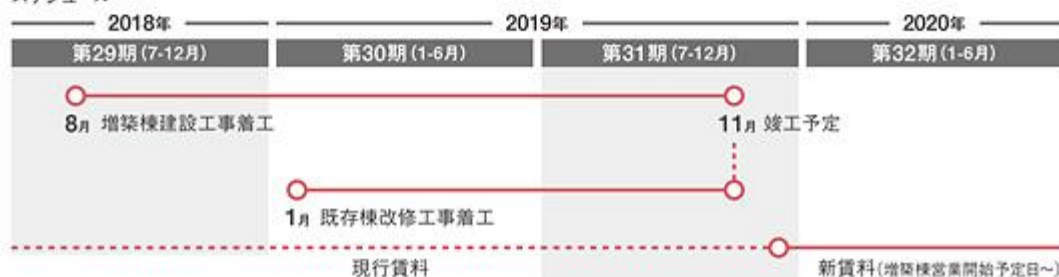 2018年 2019年 2020年
第29期(7-12月) 第30期(1-6月) 第31期(7-12月) 第32期(1-6月)
8月 増築棟建設工事着工 11月 竣工予定
1月 既存棟改修工事着工
現行賃料 新賃料(増築棟営業開始予定日~)